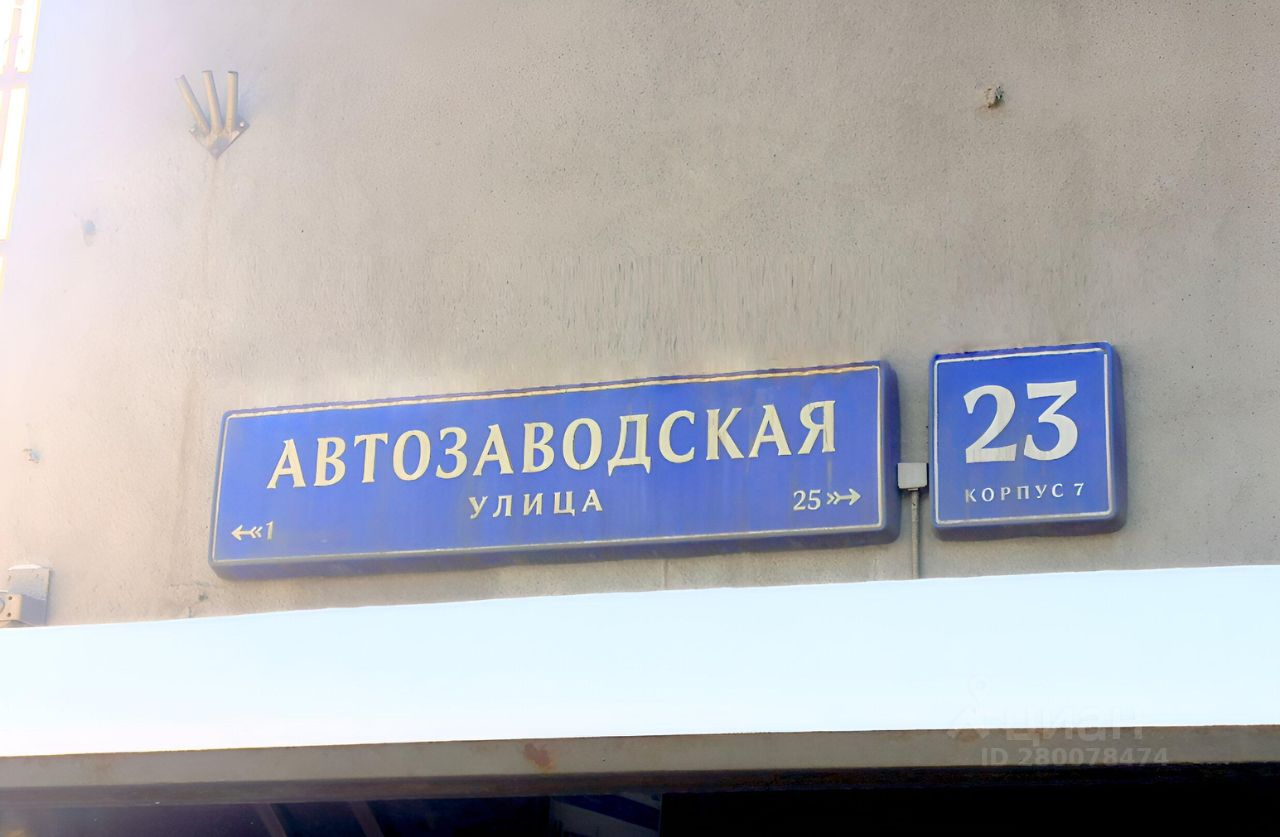 АВТОЗАВОДСКАЯ
УЛИЦА
1
25
23
КОРПУС 7
циан
ID 280078474